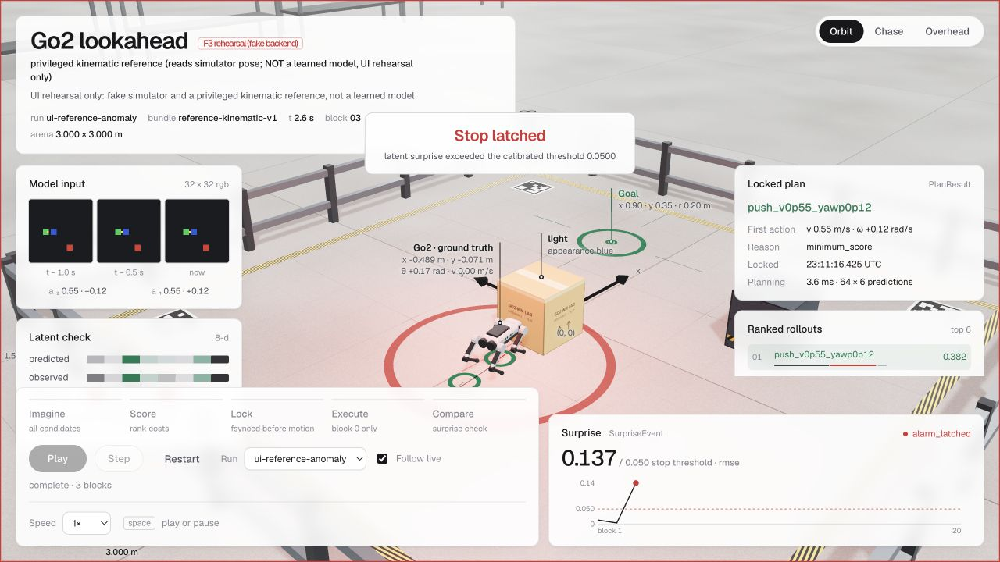 Go2 lookahead F3 rehearsal (fake backend)
privileged kinematic reference (reads simulator pose; NOT a learned model, UI rehearsal
only)
UI rehearsal only: fake simulator and a privileged kinematic reference, not a learned model
run ui-reference-anomaly bundle reference-kinematic-v1 t 2.6 s block 03
arena 3.000 × 3.000 m
Orbit Chase Overhead
Stop latched
latent surprise exceeded the calibrated threshold 0.0500
Model input 32 × 32 rgb
t – 1.0 s t – 0.5 s now
a₋₂ 0.55 · +0.12 a₋₁ 0.55 · +0.12
Latent check 8-d
predicted
observed
1.5
Goal
x 0.90 · y 0.35 · r 0.20 m
light
appearance blue
Go2 · ground truth
x -0.489 m · y -0.071 m
θ +0.17 rad · v 0.00 m/s
y
x
GO2-WM LAB
GO2-WM LAB
(0, 0)
Locked plan PlanResult
push_v0p55_yawp0p12
First action v 0.55 m/s · ω +0.12 rad/s
Reason minimum_score
Locked 23:11:16.425 UTC
Planning 3.6 ms · 64 × 6 predictions
Ranked rollouts top 6
01 push_v0p55_yawp0p12 0.382
Imagine Score Lock Execute Compare
all candidates rank costs fsynced before motion block 0 only surprise check
Play Step Restart Run ui-reference-anomaly Follow live
complete · 3 blocks
Speed 1× space play or pause
3.000 m
Surprise SurpriseEvent alarm_latched
0.137 / 0.050 stop threshold · rmse
0.14
0.050
0
block 1 20